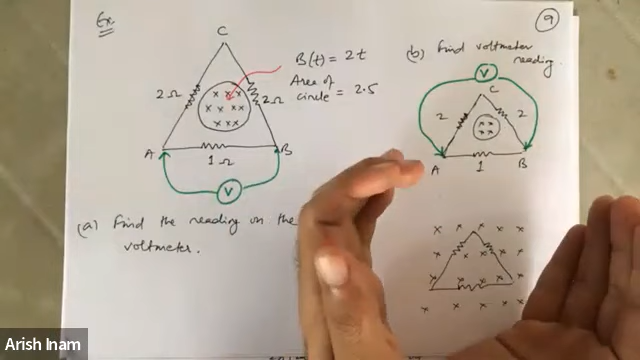 Ex
9
C
B(t) = 2t
Area of
circle = 2.5
2Ω
2Ω
A
B
1Ω
V
(a) Find the reading on the
voltmeter.
(b) Find voltmeter
reading.
V
C
2
2
A
1
B
Arish Inam